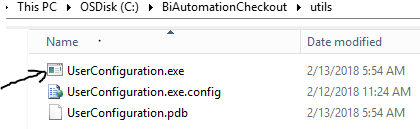 This PC > OSDisk (C:) > BiAutomationCheckout > utils
Name Date modified
UserConfiguration.exe 2/13/2018 5:54 AM
UserConfiguration.exe.config 2/12/2018 11:24 AM
UserConfiguration.pdb 2/13/2018 5:54 AM